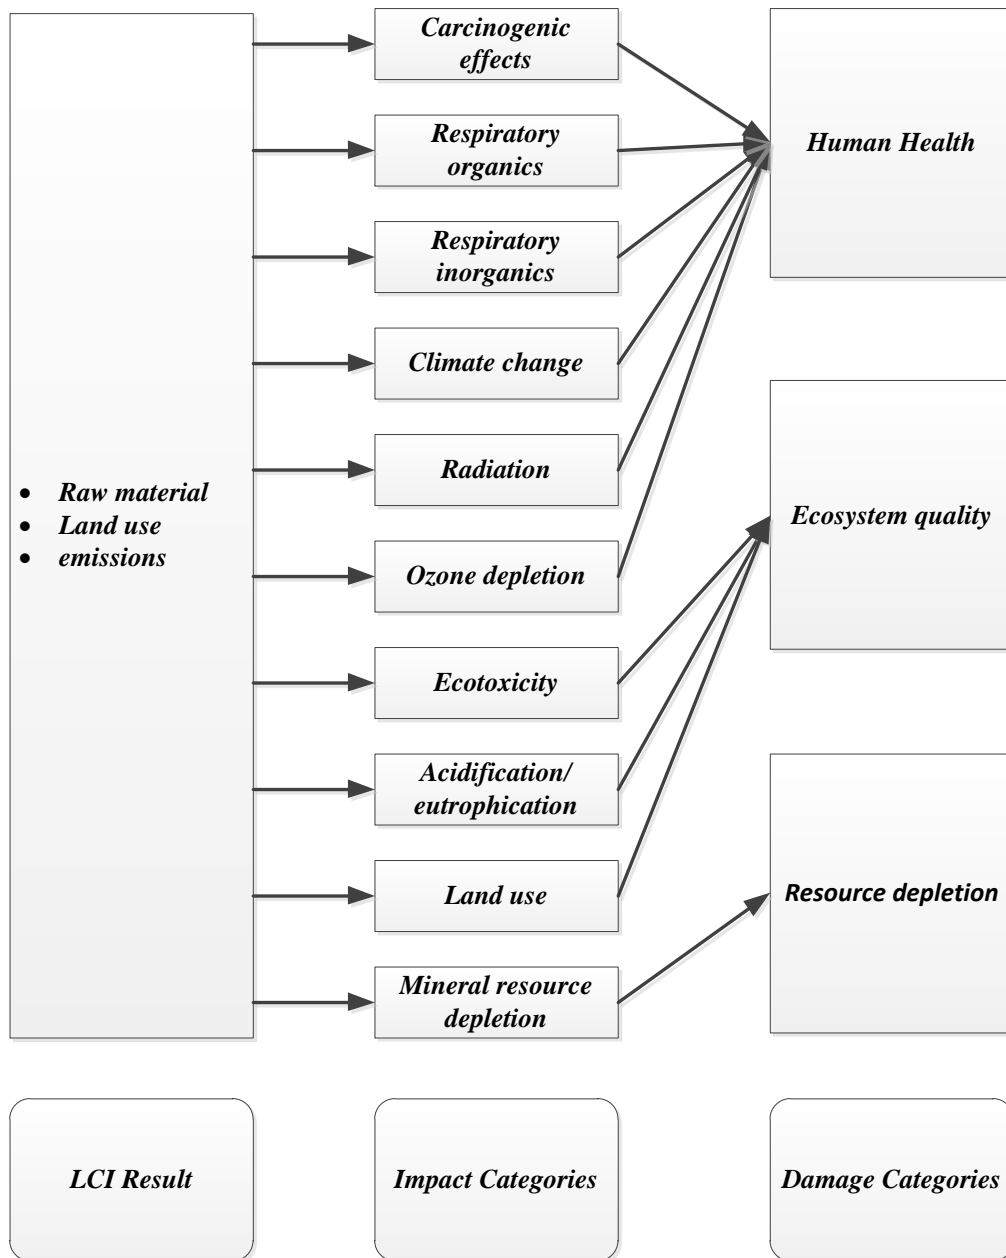 • Raw material
• Land use
• emissions
Carcinogenic
effects
Respiratory
organics
Respiratory
inorganics
Climate change
Radiation
Ozone depletion
Ecotoxicity
Acidification/
eutrophication
Land use
Mineral resource
depletion
Human Health
Ecosystem quality
Resource depletion
LCI Result
Impact Categories
Damage Categories